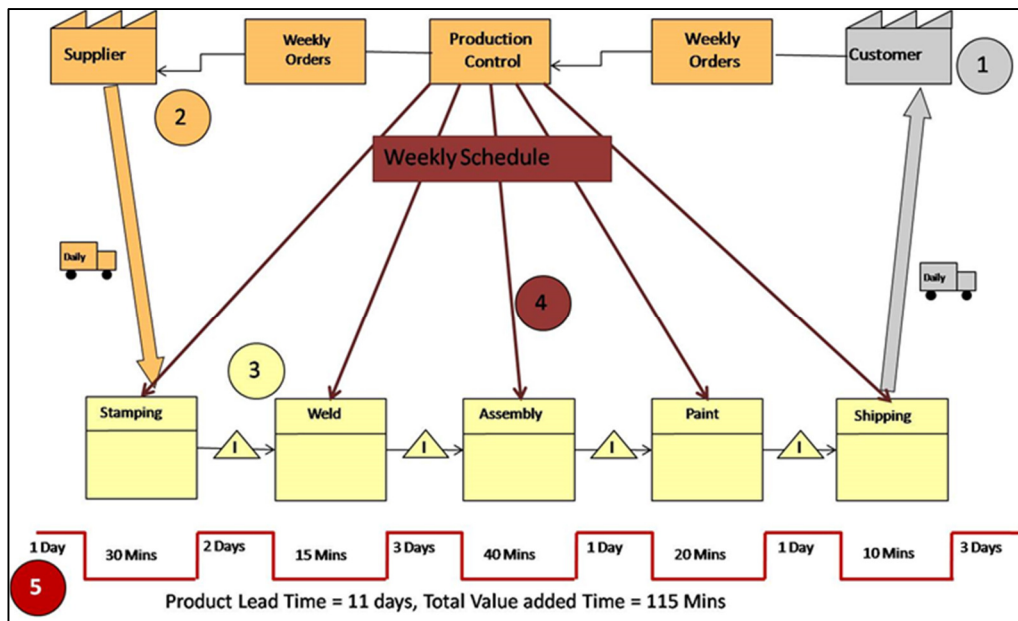 Supplier
Weekly
Orders
Production
Control
Weekly
Orders
Customer
1
2
Weekly Schedule
Daily
Daily
4
3
Stamping
Weld
Assembly
Paint
Shipping
I
I
I
I
1 Day
30 Mins
2 Days
15 Mins
3 Days
40 Mins
1 Day
20 Mins
1 Day
10 Mins
3 Days
5
Product Lead Time = 11 days, Total Value added Time = 115 Mins